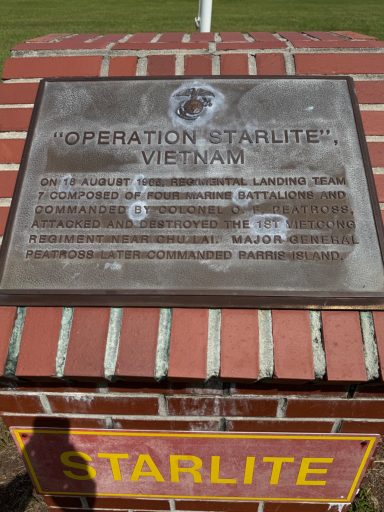 "OPERATION STARLITE",
VIETNAM
ON 18 AUGUST 1965, REGIMENTAL LANDING TEAM
7 COMPOSED OF FOUR MARINE BATTALIONS AND
COMMANDED BY COLONEL O. F. PEATROSS,
ATTACKED AND DESTROYED THE 1ST VIETCONG
REGIMENT NEAR CHU LAI. MAJOR GENERAL
PEATROSS LATER COMMANDED PARRIS ISLAND.
STARLITE